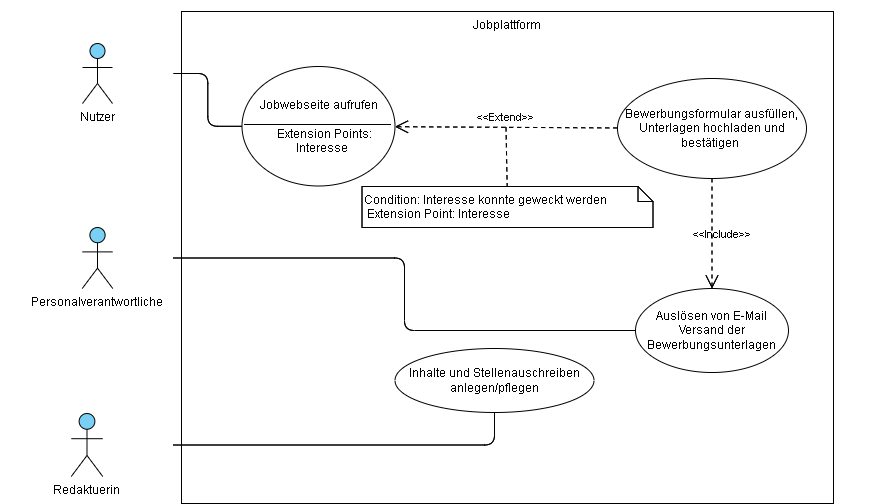 Jobplattform
Nutzer
Jobwebseite aufrufen
Extension Points:
Interesse
<<Extend>>
Bewerbungsformular ausfüllen,
Unterlagen hochladen und
bestätigen
Condition: Interesse konnte geweckt werden
Extension Point: Interesse
<<Include>>
Personalverantwortliche
Auslösen von E-Mail
Versand der
Bewerbungsunterlagen
Inhalte und Stellenauschreiben
anlegen/pflegen
Redaktuerin